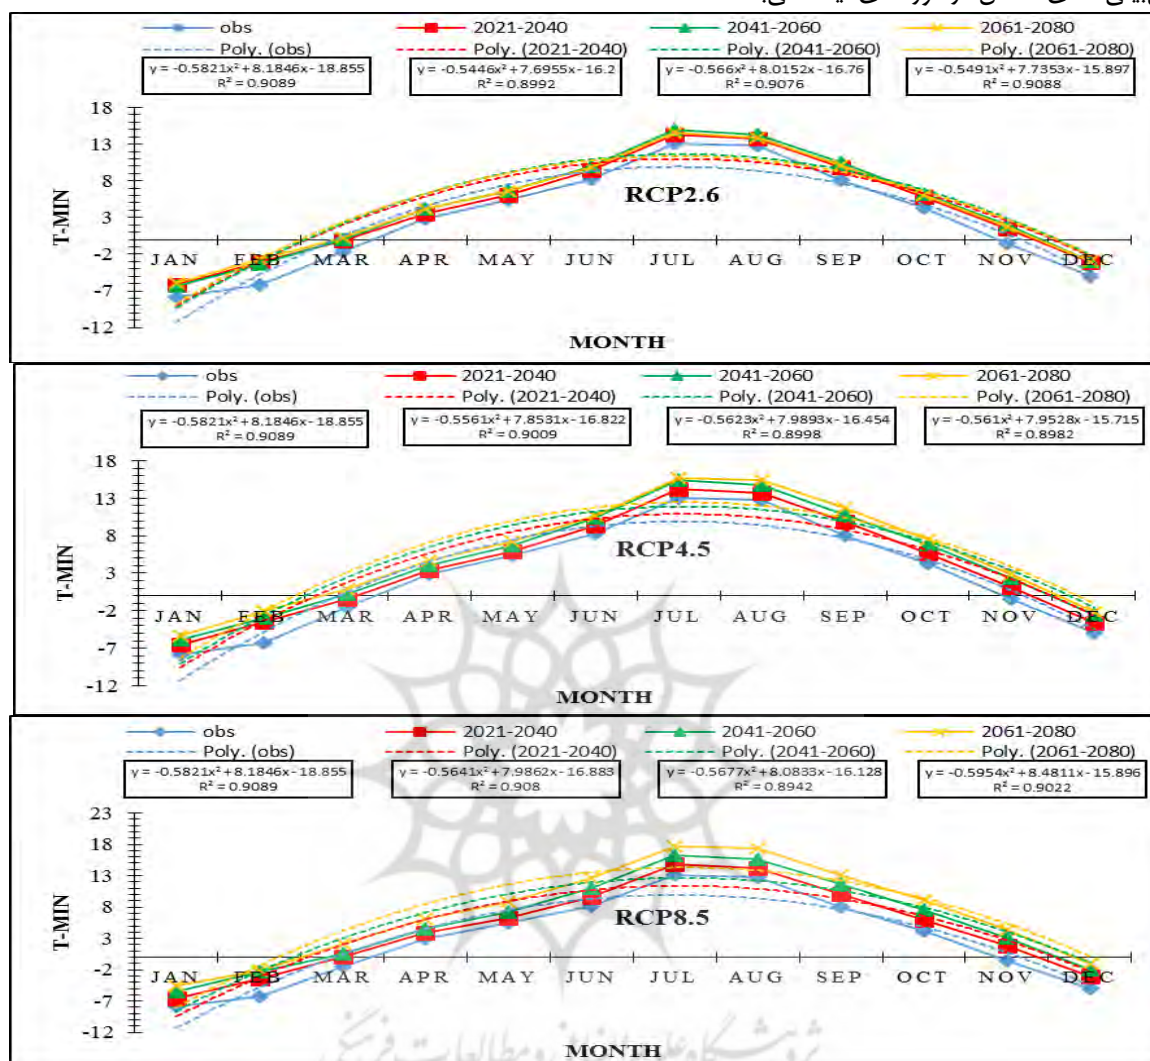 obs 2021-2040 2041-2060 2061-2080
Poly. (obs) Poly. (2021-2040) Poly. (2041-2060) Poly. (2061-2080)
y = -0.5821x² + 8.1846x - 18.855 y = -0.5446x² + 7.6955x - 16.2 y = -0.566x² + 8.0152x - 16.76 y = -0.5491x² + 7.7353x - 15.897
R² = 0.9089 R² = 0.8992 R² = 0.9076 R² = 0.9088
18
13
8
3
-2
-7
-12
T-MIN
RCP2.6
JAN FEB MAR APR MAY JUN JUL AUG SEP OCT NOV DEC
MONTH
obs 2021-2040 2041-2060 2061-2080
Poly. (obs) Poly. (2021-2040) Poly. (2041-2060) Poly. (2061-2080)
y = -0.5821x² + 8.1846x - 18.855 y = -0.5561x² + 7.8531x - 16.822 y = -0.5623x² + 7.9893x - 16.454 y = -0.561x² + 7.9528x - 15.715
R² = 0.9089 R² = 0.9009 R² = 0.8998 R² = 0.8982
18
13
8
3
-2
-7
-12
T-MIN
RCP4.5
JAN FEB MAR APR MAY JUN JUL AUG SEP OCT NOV DEC
MONTH
obs 2021-2040 2041-2060 2061-2080
Poly. (obs) Poly. (2021-2040) Poly. (2041-2060) Poly. (2061-2080)
y = -0.5821x² + 8.1846x - 18.855 y = -0.5641x² + 7.9862x - 16.883 y = -0.5677x² + 8.0833x - 16.128 y = -0.5954x² + 8.4811x - 15.896
R² = 0.9089 R² = 0.908 R² = 0.8942 R² = 0.9022
23
18
13
8
3
-2
-7
-12
T-MIN
RCP8.5
JAN FEB MAR APR MAY JUN JUL AUG SEP OCT NOV DEC
MONTH